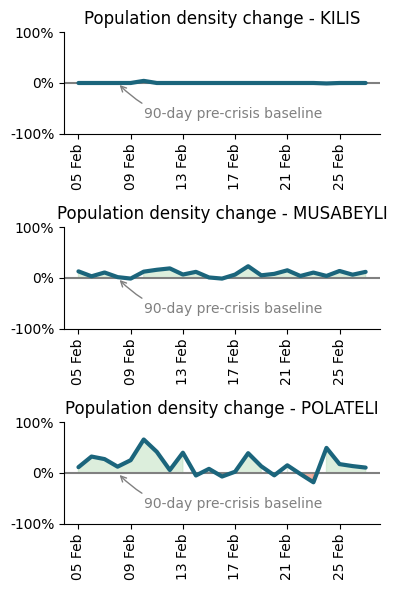 Population density change - KILIS
100%
0%
-100%
90-day pre-crisis baseline
05 Feb
09 Feb
13 Feb
17 Feb
21 Feb
25 Feb
Population density change - MUSABEYLI
100%
0%
-100%
90-day pre-crisis baseline
05 Feb
09 Feb
13 Feb
17 Feb
21 Feb
25 Feb
Population density change - POLATELI
100%
0%
-100%
90-day pre-crisis baseline
05 Feb
09 Feb
13 Feb
17 Feb
21 Feb
25 Feb